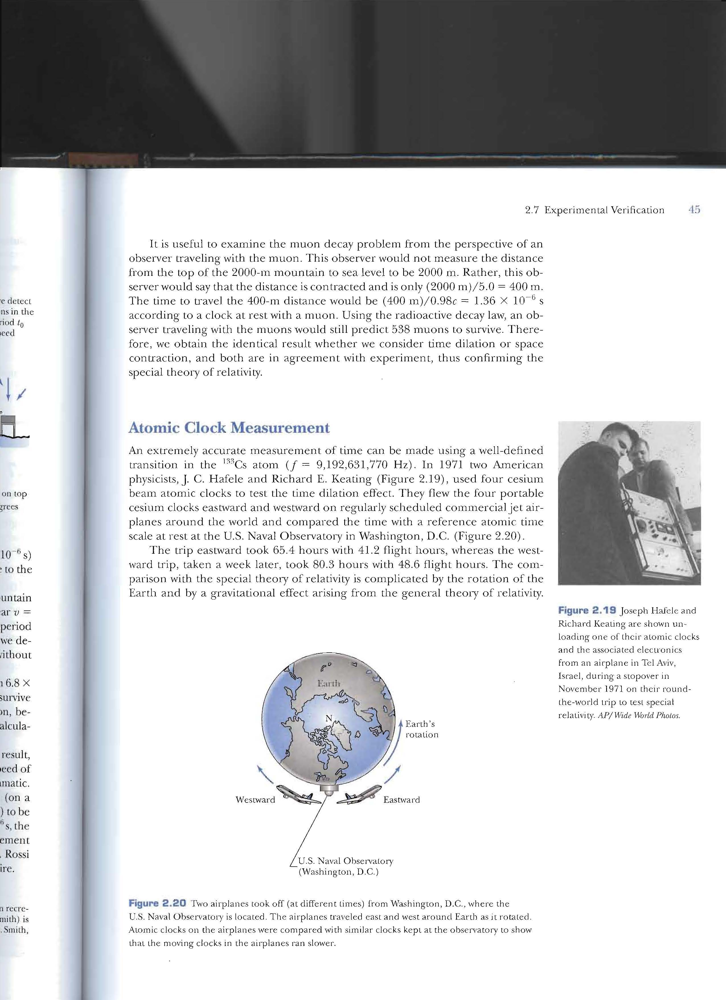 2.7 Experimental Verification 45
It is useful to examine the muon decay problem from the perspective of an
observer traveling with the muon. This observer would not measure the distance
from the top of the 2000-m mountain to sea level to be 2000 m. Rather, this ob-
server would say that the distance is contracted and is only (2000 m)/5.0 = 400 m.
The time to travel the 400-m distance would be (400 m)/0.98c = 1.36 × 10⁻⁶ s
according to a clock at rest with a muon. Using the radioactive decay law, an ob-
server traveling with the muons would still predict 538 muons to survive. There-
fore, we obtain the identical result whether we consider time dilation or space
contraction, and both are in agreement with experiment, thus confirming the
special theory of relativity.
Atomic Clock Measurement
An extremely accurate measurement of time can be made using a well-defined
transition in the ¹³³Cs atom (f = 9,192,631,770 Hz). In 1971 two American
physicists, J. C. Hafele and Richard E. Keating (Figure 2.19), used four cesium
beam atomic clocks to test the time dilation effect. They flew the four portable
cesium clocks eastward and westward on regularly scheduled commercial jet air-
planes around the world and compared the time with a reference atomic time
scale at rest at the U.S. Naval Observatory in Washington, D.C. (Figure 2.20).
The trip eastward took 65.4 hours with 41.2 flight hours, whereas the west-
ward trip, taken a week later, took 80.3 hours with 48.6 flight hours. The com-
parison with the special theory of relativity is complicated by the rotation of the
Earth and by a gravitational effect arising from the general theory of relativity.
Figure 2.19 Joseph Hafele and
Richard Keating are shown un-
loading one of their atomic clocks
and the associated electronics
from an airplane in Tel Aviv,
Israel, during a stopover in
November 1971 on their round-
the-world trip to test special
relativity. AP/Wide World Photos.
Earth
N
Earth's
rotation
Westward
Eastward
U.S. Naval Observatory
(Washington, D.C.)
Figure 2.20 Two airplanes took off (at different times) from Washington, D.C., where the
U.S. Naval Observatory is located. The airplanes traveled east and west around Earth as it rotated.
Atomic clocks on the airplanes were compared with similar clocks kept at the observatory to show
that the moving clocks in the airplanes ran slower.
detect
ns in the
t₀
on top
grees
10⁻⁶ s)
to the
untain
ar v =
period
we de-
ithout
6.8 ×
survive
on, be-
alcula-
result,
eed of
matic.
(on a
) to be
⁶ s, the
ement
. Rossi
ire.
recre-
mith) is
. Smith,